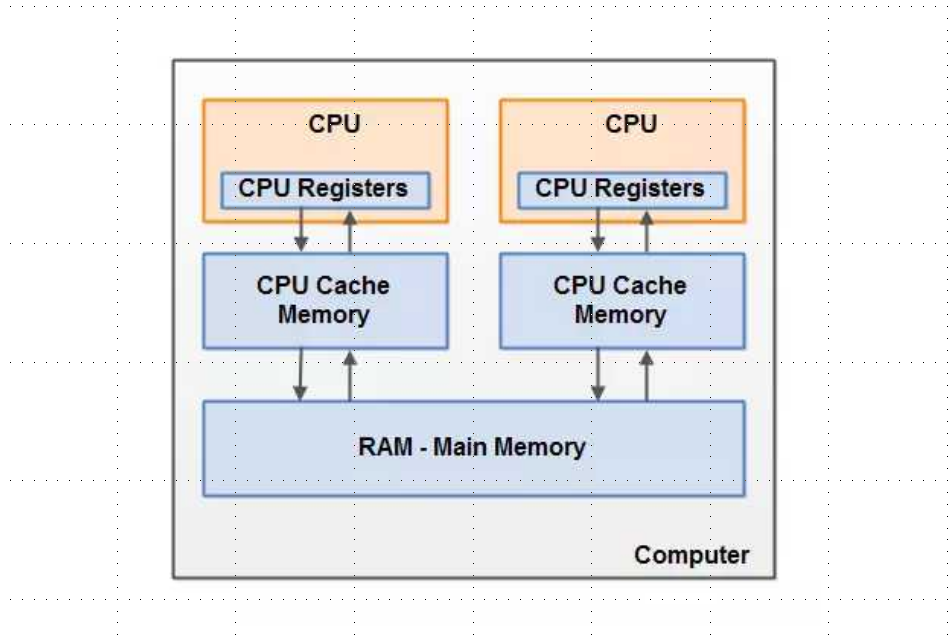 CPU
CPU
CPU Registers
CPU Registers
CPU Cache
Memory
CPU Cache
Memory
RAM - Main Memory
Computer